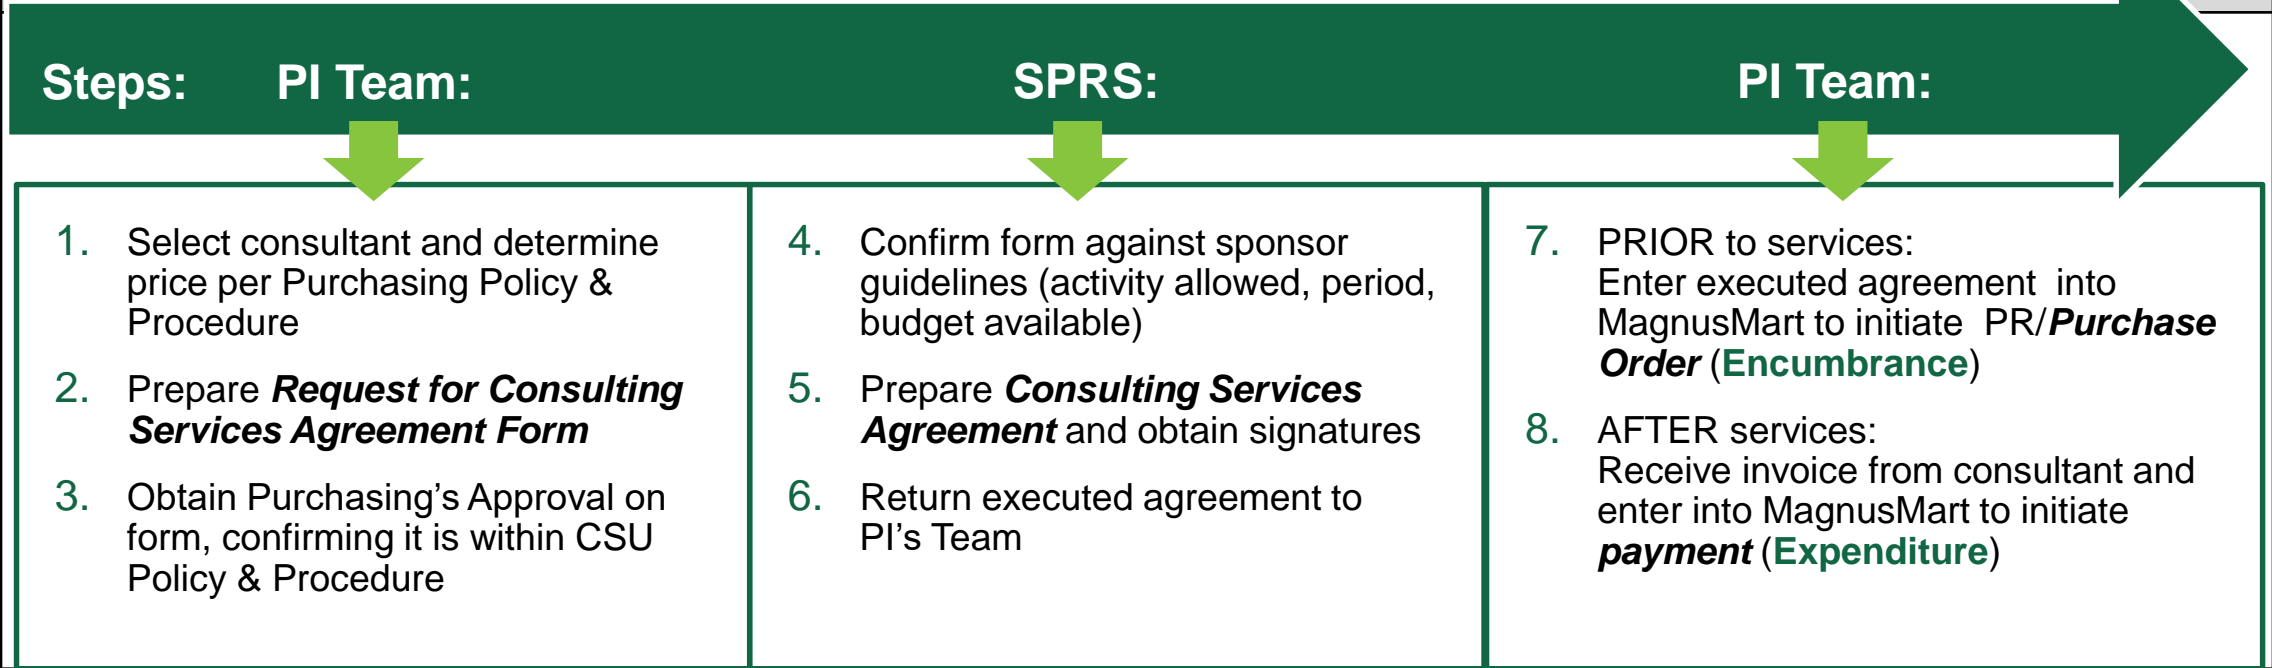 Steps: PI Team: SPRS: PI Team:
1. Select consultant and determine
price per Purchasing Policy &
Procedure
2. Prepare Request for Consulting
Services Agreement Form
3. Obtain Purchasing’s Approval on
form, confirming it is within CSU
Policy & Procedure
4. Confirm form against sponsor
guidelines (activity allowed, period,
budget available)
5. Prepare Consulting Services
Agreement and obtain signatures
6. Return executed agreement to
PI’s Team
7. PRIOR to services:
Enter executed agreement into
MagnusMart to initiate PR/Purchase
Order (Encumbrance)
8. AFTER services:
Receive invoice from consultant and
enter into MagnusMart to initiate
payment (Expenditure)